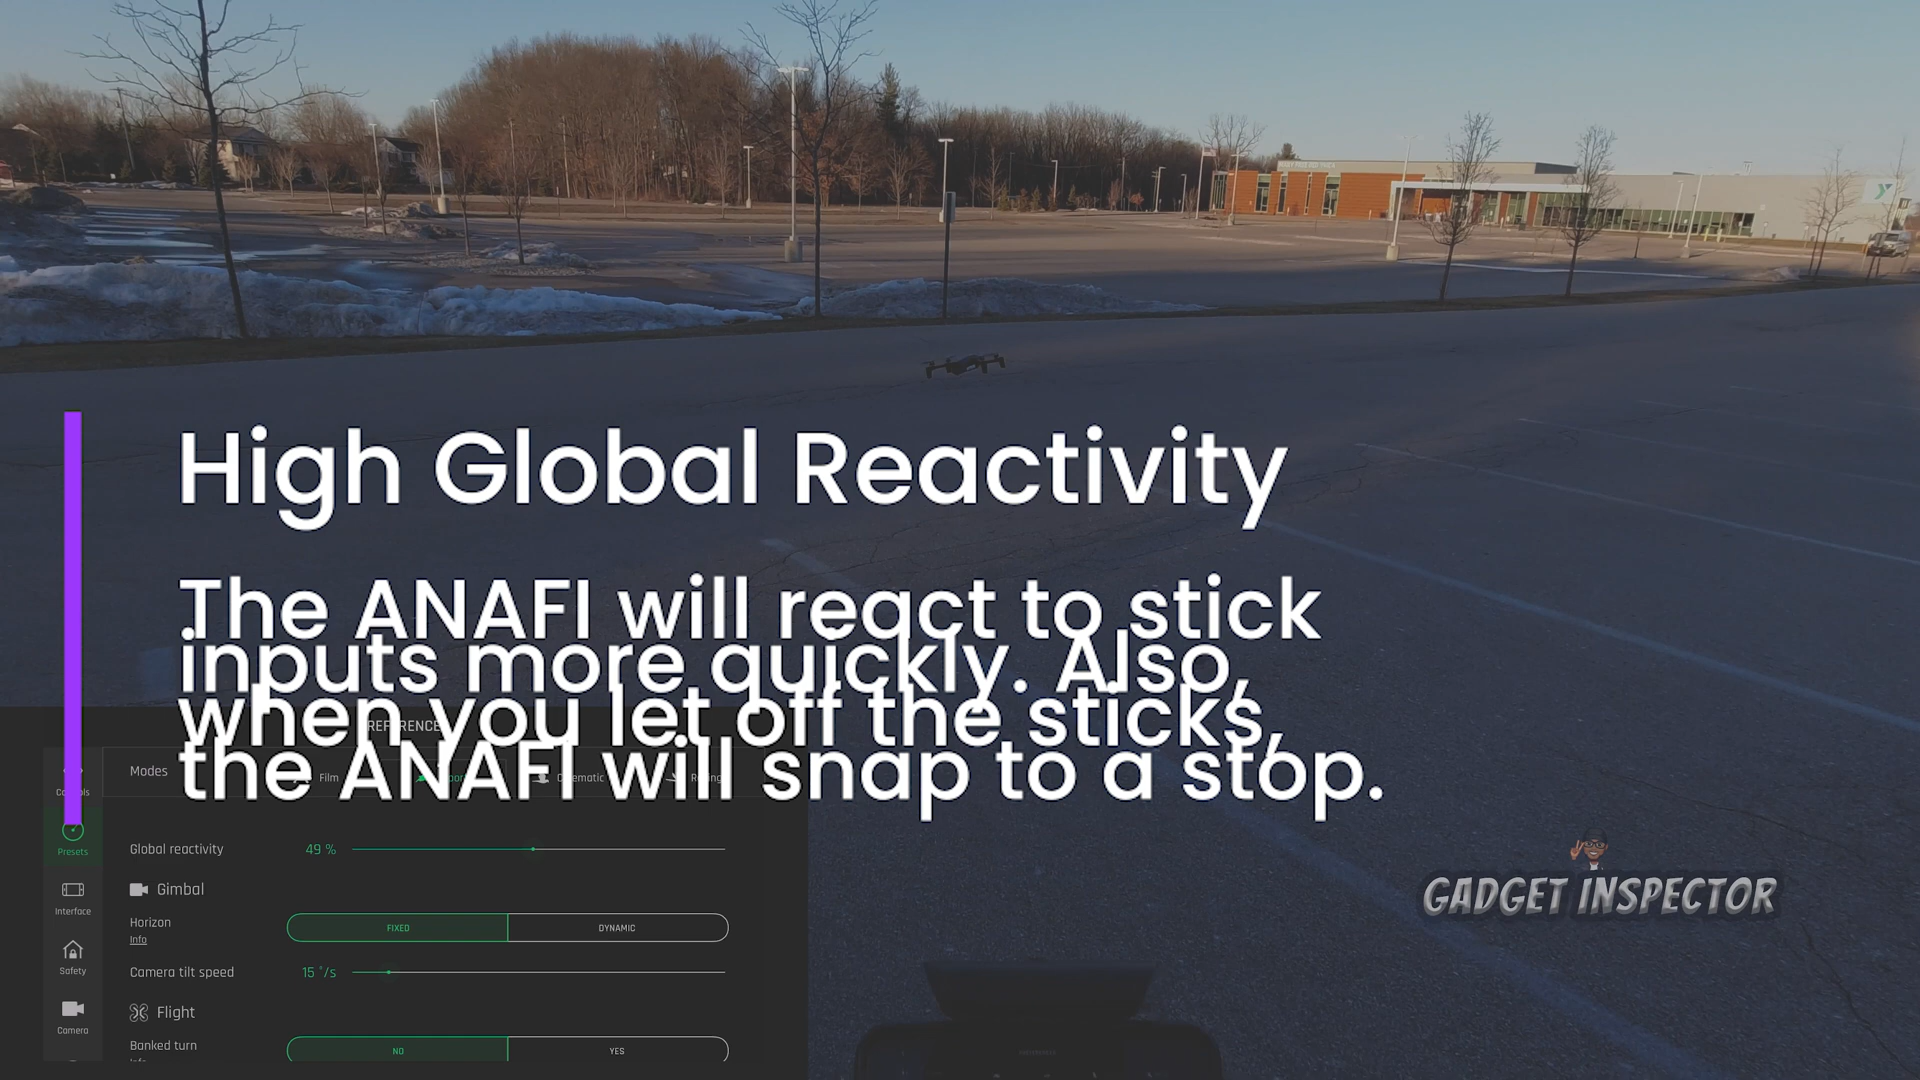 High Global Reactivity
The ANAFI will react to stick
inputs more quickly. Also,
when you let off the sticks,
the ANAFI will snap to a stop.
Modes
Film
Presets
Global reactivity 49 %
Gimbal
Interface
Horizon
FIXED DYNAMIC
Info
Safety
Camera tilt speed 15 °/s
Flight
Camera
Banked turn
NO YES
GADGET INSPECTOR